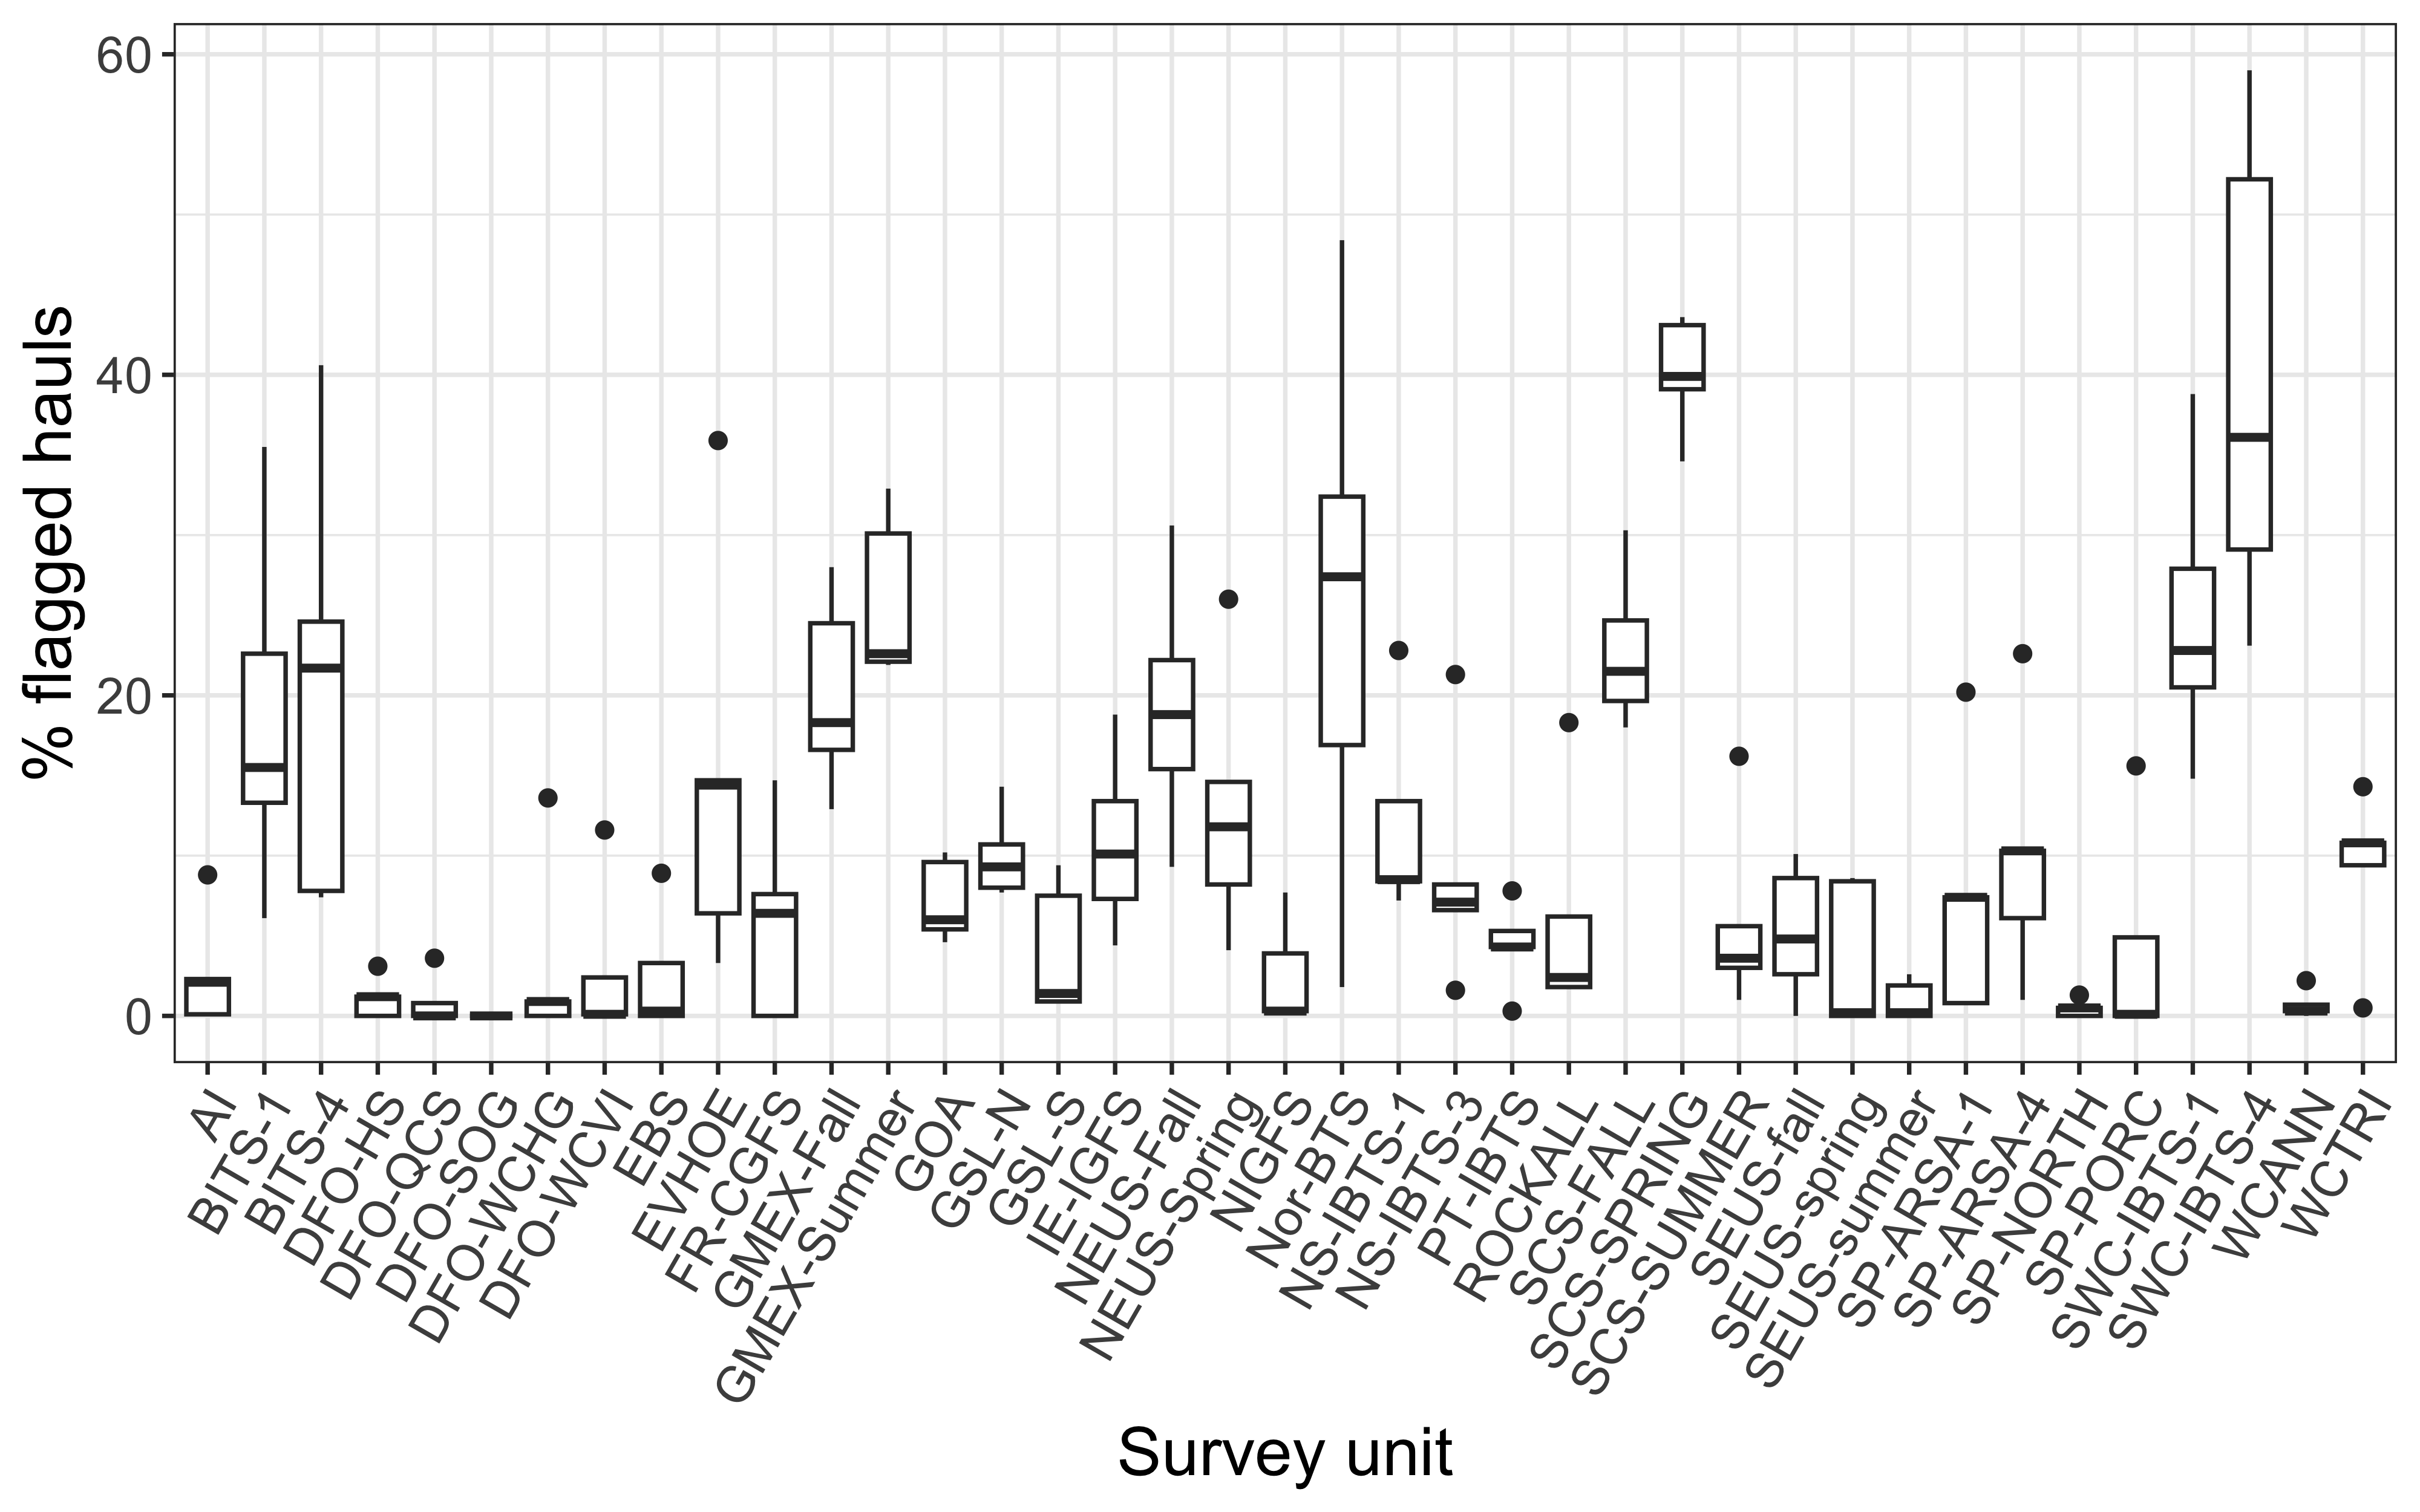 % flagged hauls
60
40
20
0
AI
BITS-1
BITS-4
DFO-HS
DFO-QCS
DFO-SOG
DFO-WCHG
DFO-WCVI
EBS
EVHOE
FR-CGFS
GMEX-Fall
GMEX-Summer
GOA
GSL-N
GSL-S
IE-IGFS
NEUS-Fall
NEUS-Spring
NIGFS
Nor-BTS
NS-IBTS-1
NS-IBTS-3
PT-IBTS
ROCKALL
SCS-FALL
SCS-SPRING
SCS-SUMMER
SEUS-fall
SEUS-spring
SEUS-summer
SP-ARSA-1
SP-ARSA-4
SP-NORTH
SP-PORC
SWC-IBTS-1
SWC-IBTS-4
WCANN
WCTRI
Survey unit